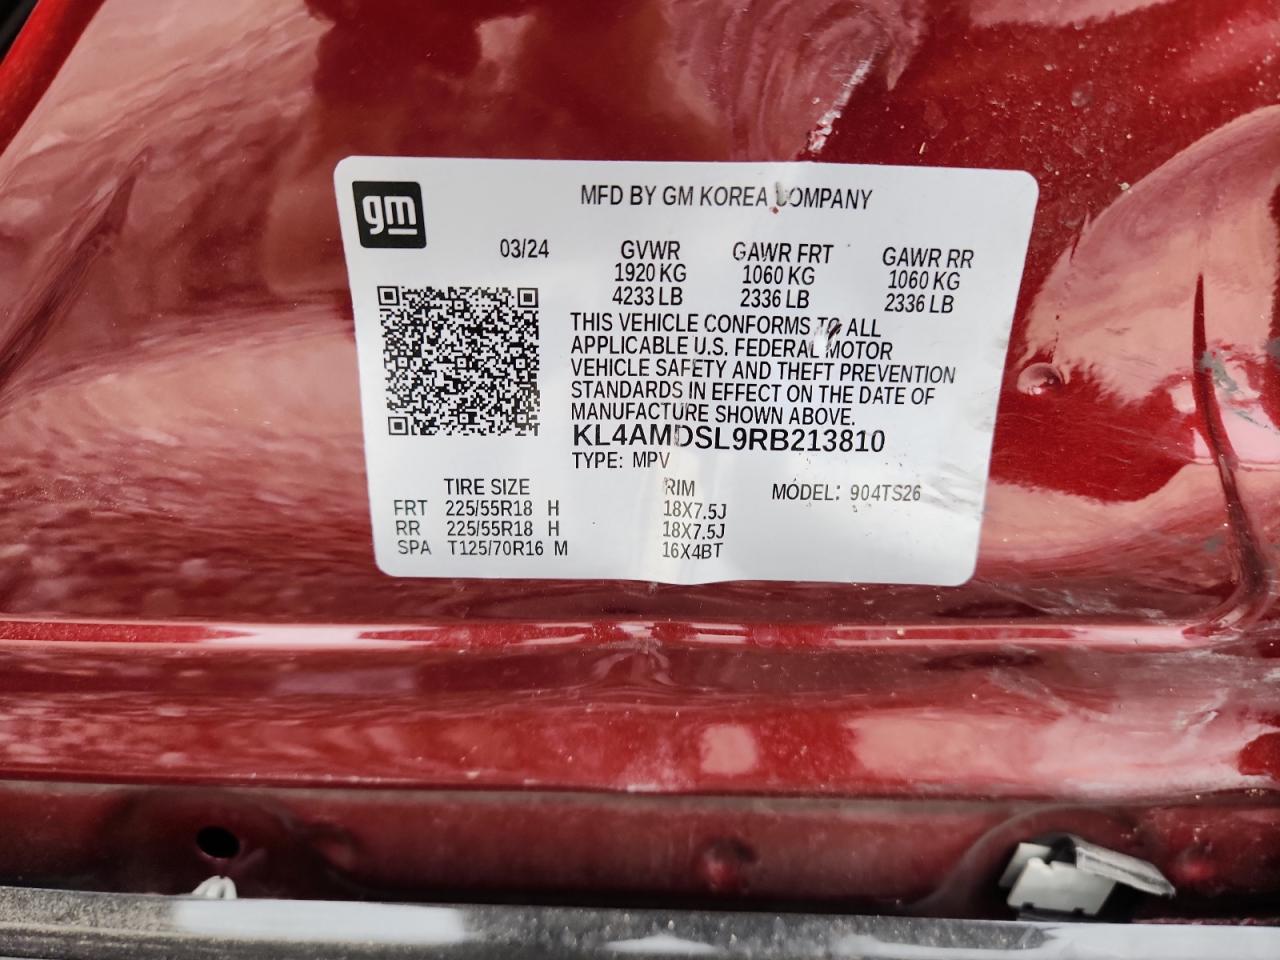 gm
MFD BY GM KOREA COMPANY
03/24 GVWR GAWR FRT GAWR RR
1920 KG 1060 KG 1060 KG
4233 LB 2336 LB 2336 LB
THIS VEHICLE CONFORMS TO ALL
APPLICABLE U.S. FEDERAL MOTOR
VEHICLE SAFETY AND THEFT PREVENTION
STANDARDS IN EFFECT ON THE DATE OF
MANUFACTURE SHOWN ABOVE.
KL4AMDSL9RB213810
TYPE: MPV
TIRE SIZE RIM MODEL: 904TS26
FRT 225/55R18 H 18X7.5J
RR 225/55R18 H 18X7.5J
SPA T125/70R16 M 16X4BT